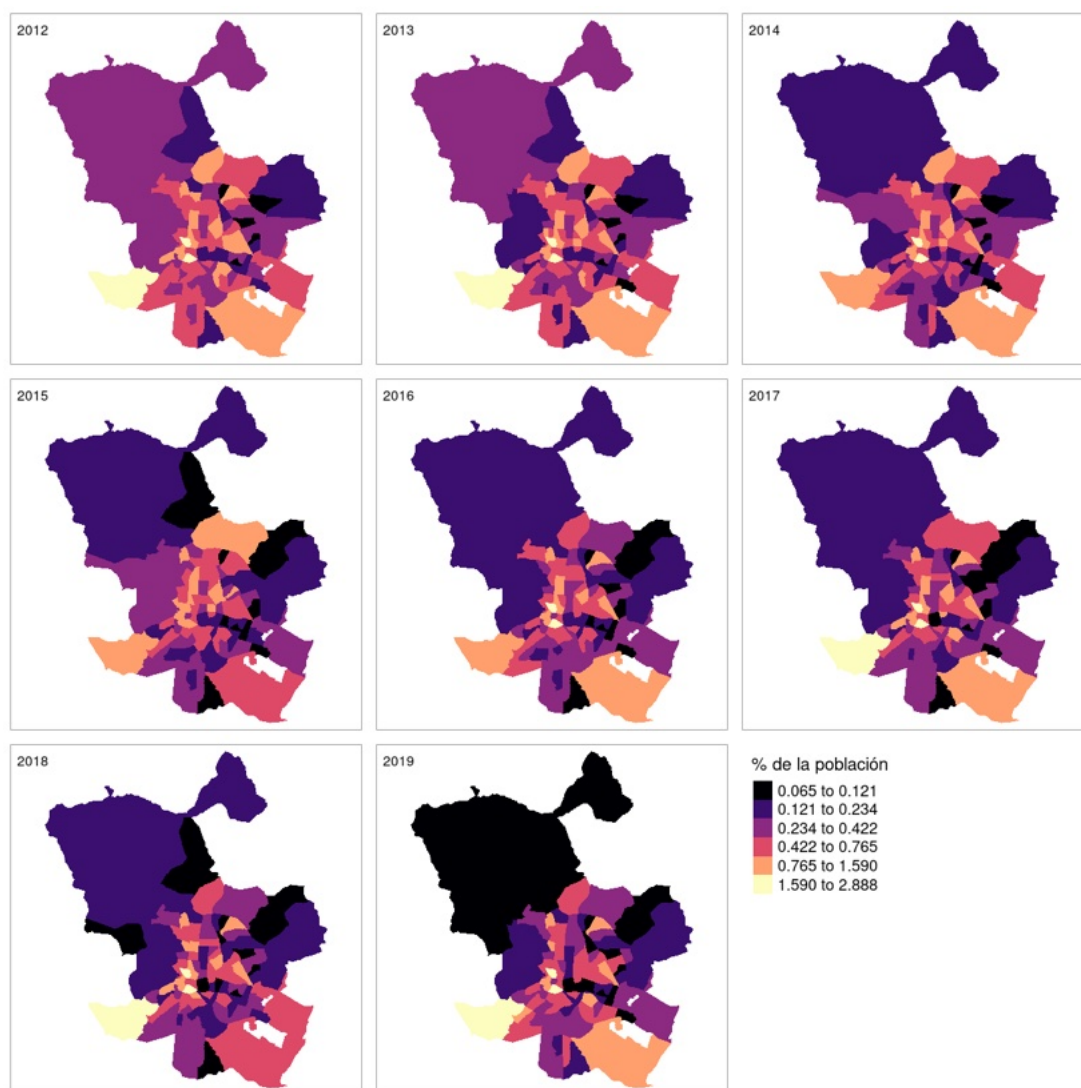 2012
2013
2014
2015
2016
2017
2018
2019
% de la población
0.065 to 0.121
0.121 to 0.234
0.234 to 0.422
0.422 to 0.765
0.765 to 1.590
1.590 to 2.888